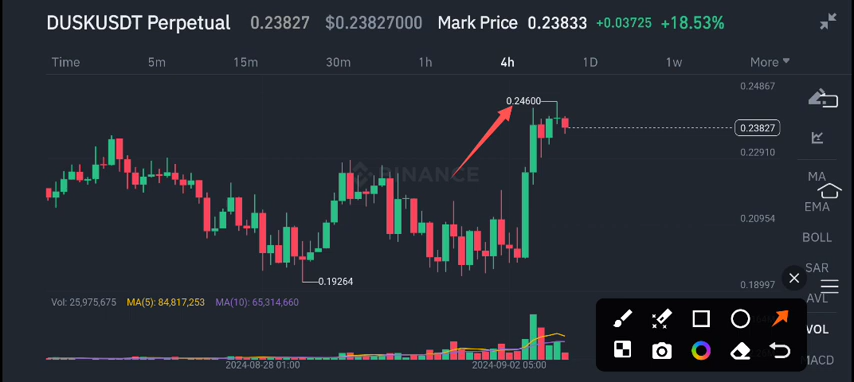 DUSKUSDT Perpetual 0.23827 $0.23827000 Mark Price 0.23833 +0.03725 +18.53%
Time 5m 15m 30m 1h 4h 1D 1w More
0.24867
0.24600
0.23827
0.22910
BINANCE
MA
EMA
0.20954
BOLL
SAR
0.19264
0.18997
AVL
Vol: 25,975,675 MA(5): 84,817,253 MA(10): 65,314,660
VOL
MACD
2024-08-28 01:00 2024-09-02 05:00